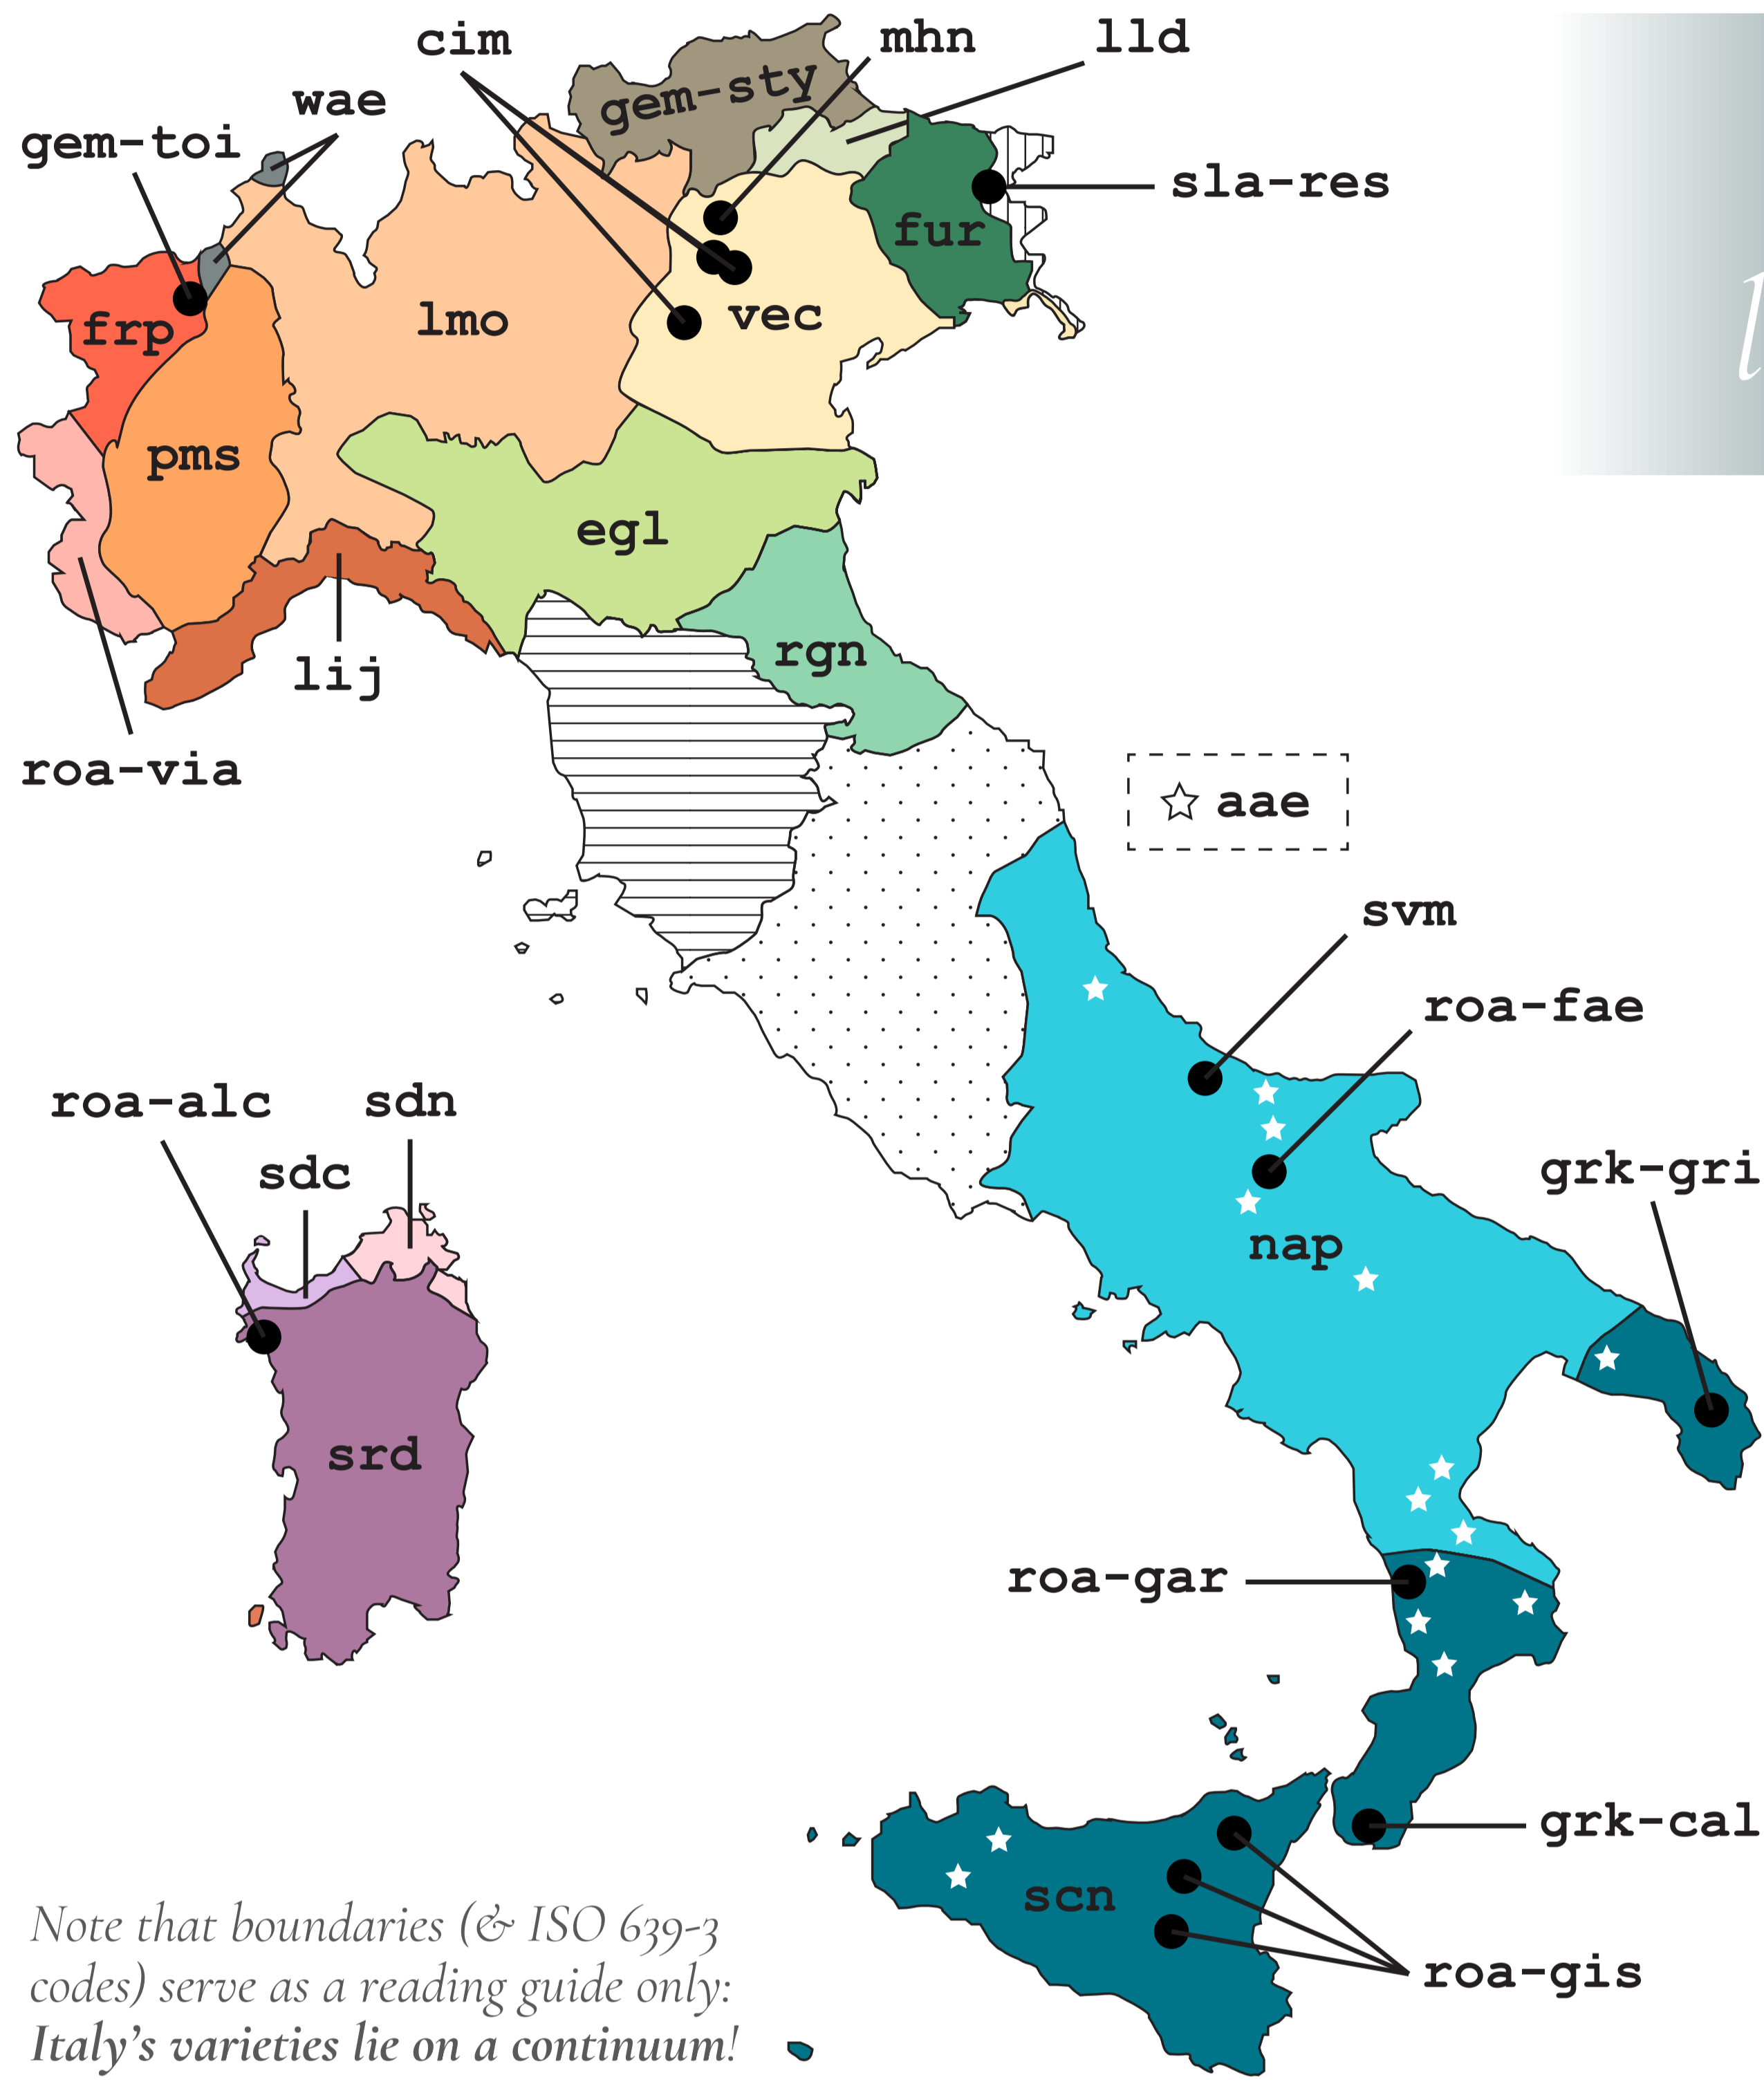 cim
mhn
lld
wae
gem-sty
gem-toi
sla-res
fur
frp
lmo
vec
pms
egl
rgn
lij
roa-via
aae
svm
roa-fae
roa-alc
sdn
sdc
grk-gri
nap
srd
roa-gar
grk-cal
scn
roa-gis
Note that boundaries (& ISO 639-3
codes) serve as a reading guide only:
Italy's varieties lie on a continuum!